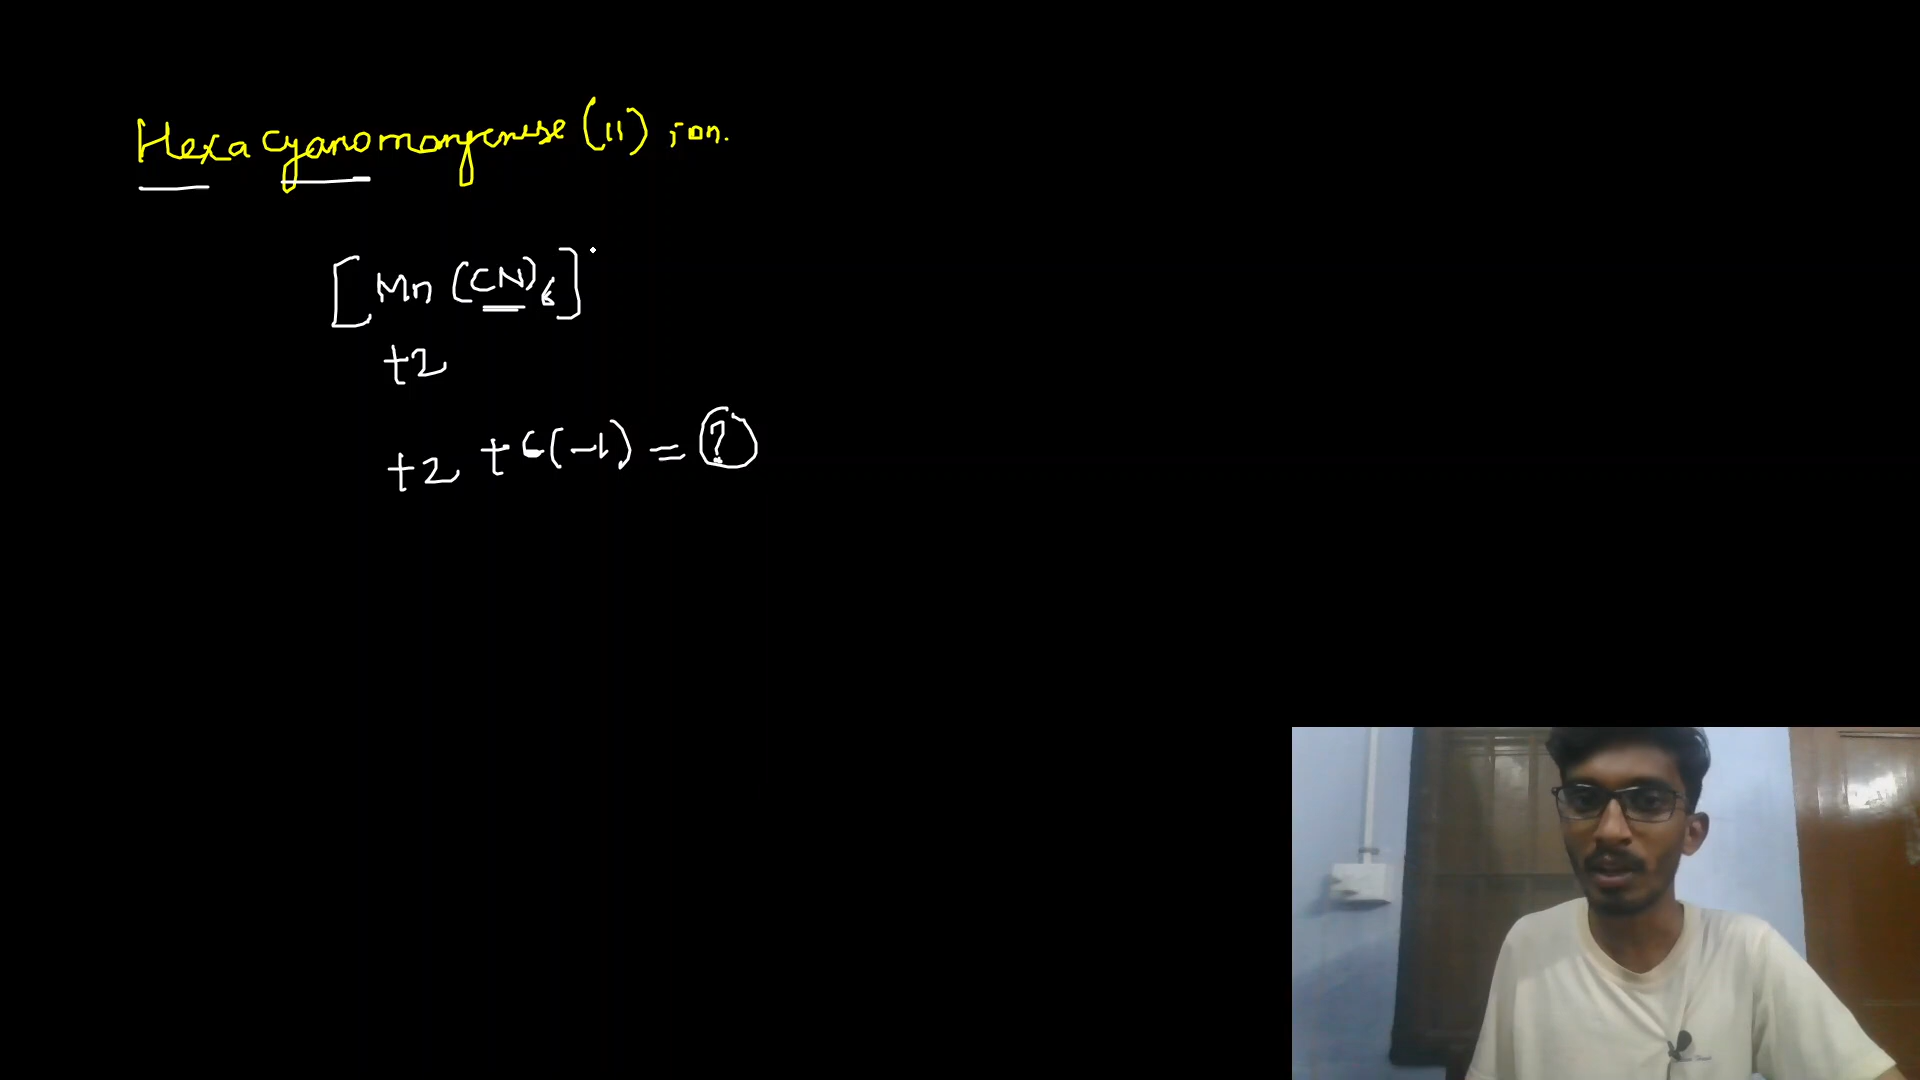 Hexacyanomanganese (II) ion.
[Mn(CN)6]
+2
+2 +6(-1) = ?